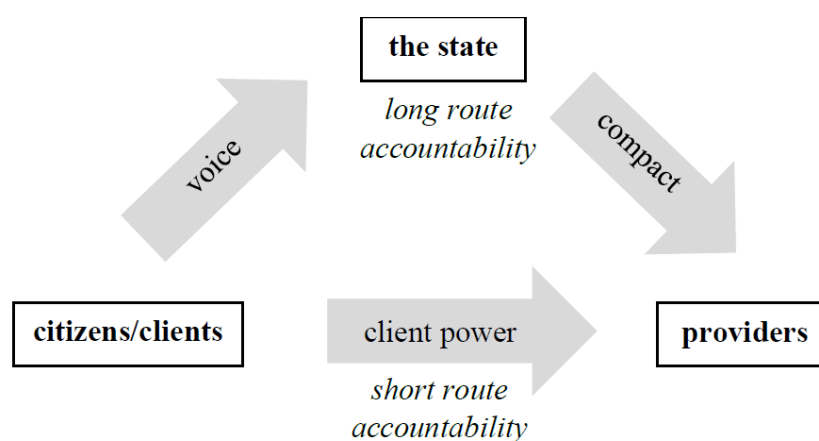 the state
long route
accountability
voice
compact
citizens/clients
client power
providers
short route
accountability